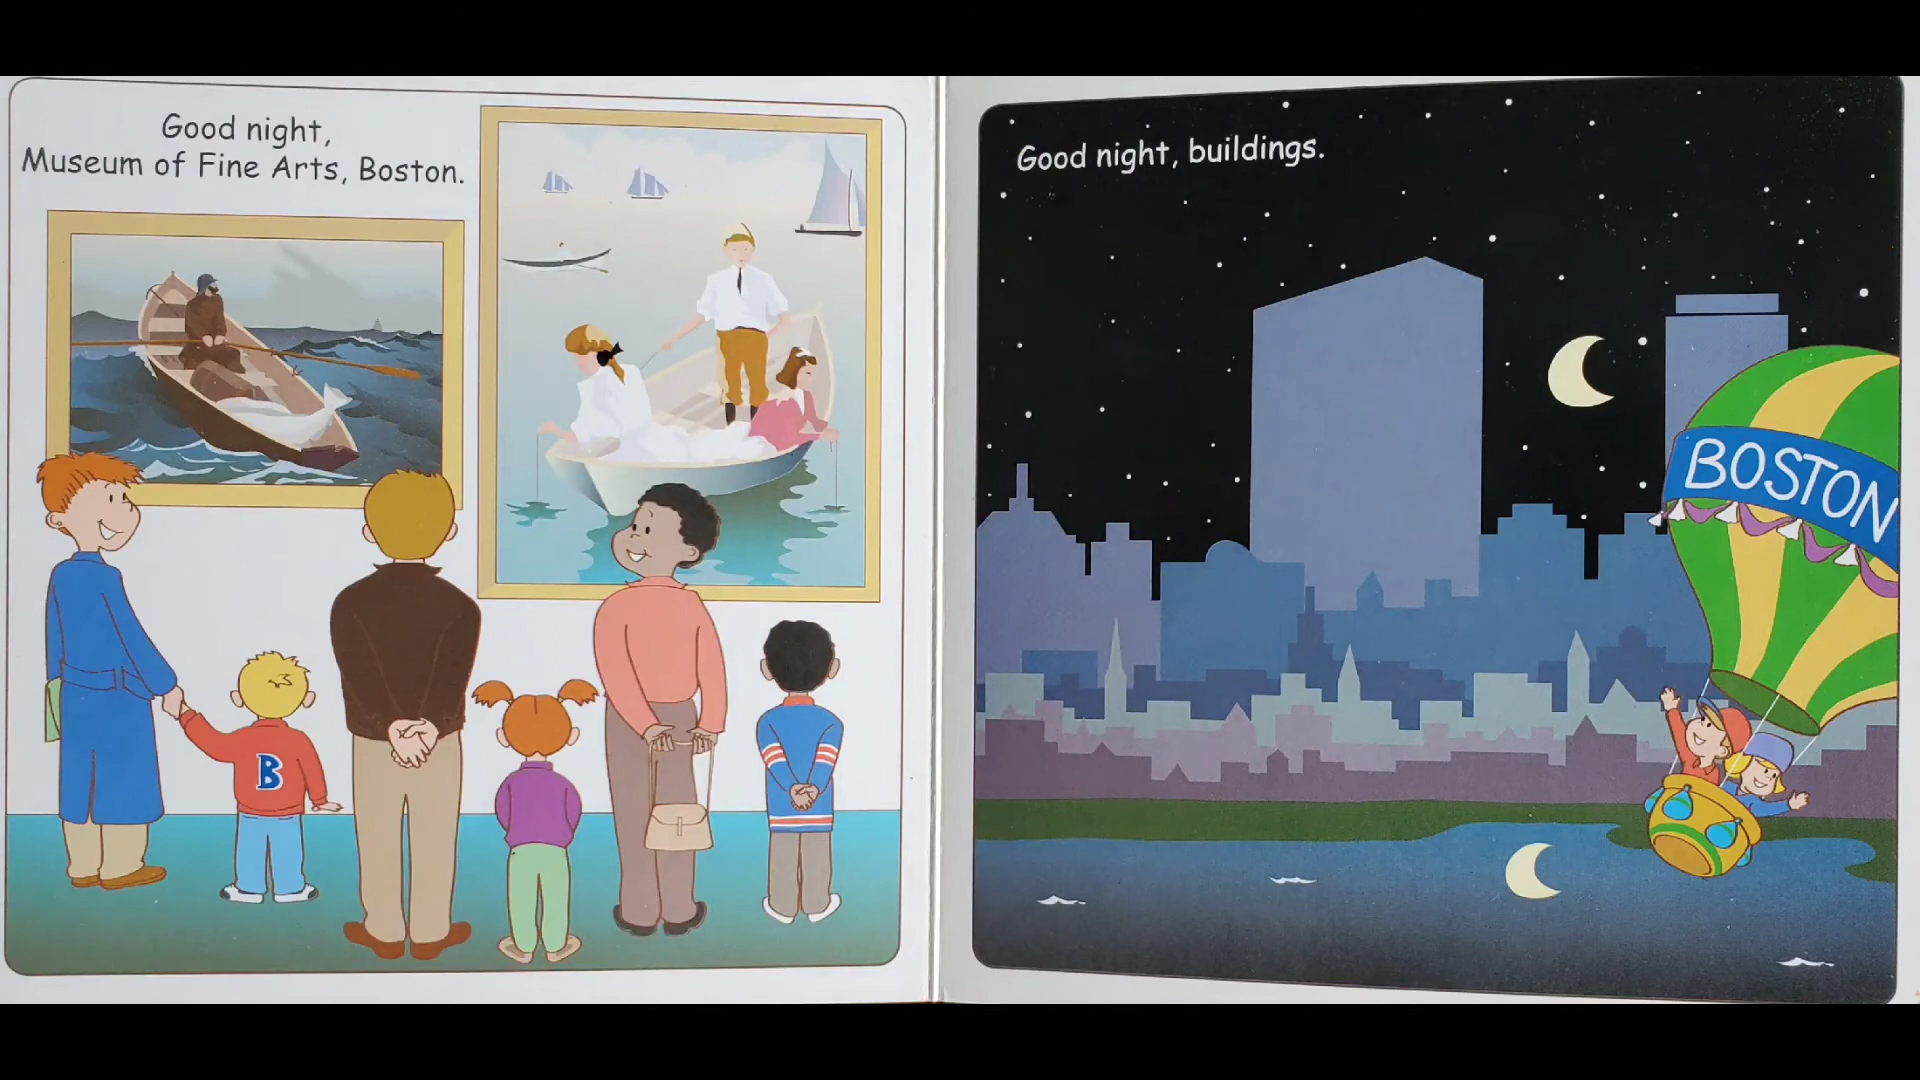 Good night,
Museum of Fine Arts, Boston.
B
Good night, buildings.
BOSTON